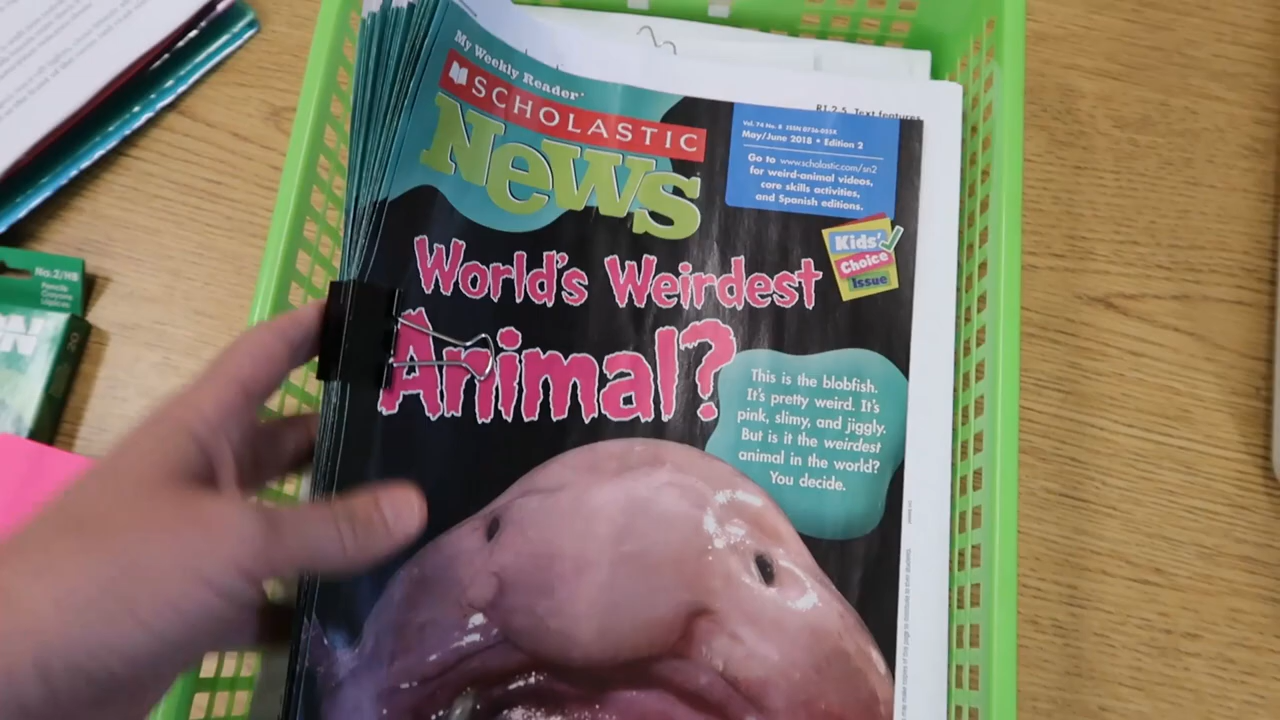 My Weekly Reader®
SCHOLASTIC
News
RI.2.5 Text features
Vol. 74 No. 8 ISSN 0736-055X
May/June 2018 • Edition 2
Go to www.scholastic.com/sn2
for weird-animal videos,
core skills activities,
and Spanish editions.
Kids'
Choice
Issue
World's Weirdest
Animal?
This is the blobfish.
It's pretty weird. It's
pink, slimy, and jiggly.
But is it the weirdest
animal in the world?
You decide.
No.2/HB